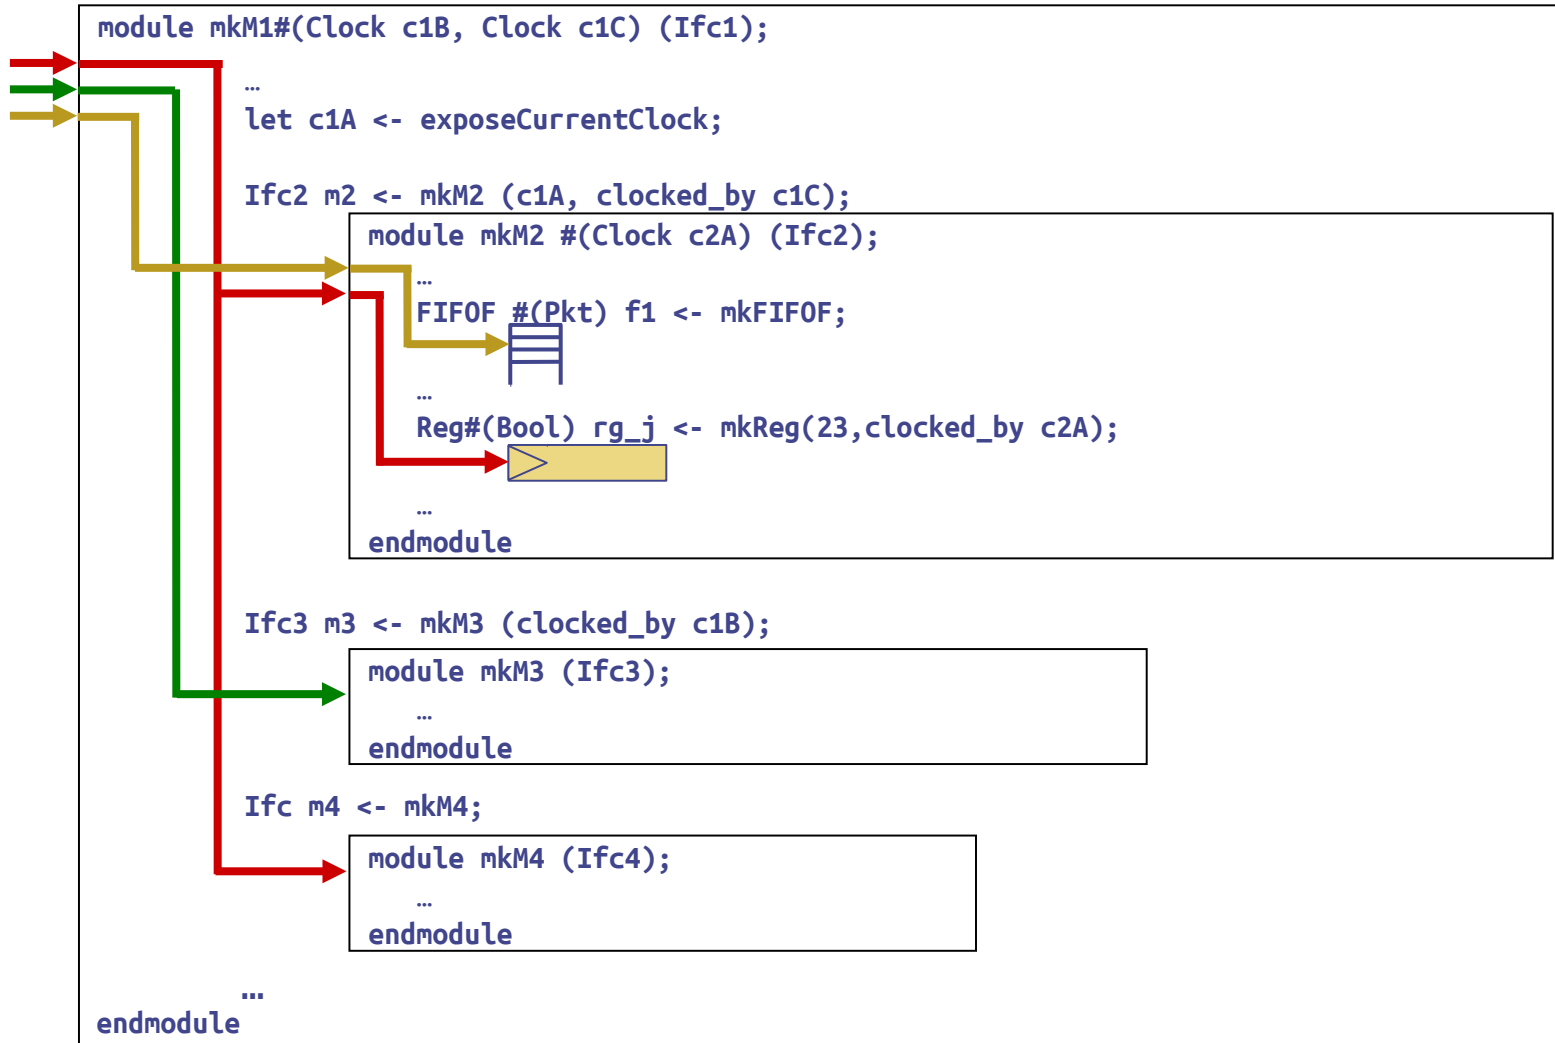 module mkM1#(Clock c1B, Clock c1C) (Ifc1);
…
let c1A <- exposeCurrentClock;
Ifc2 m2 <- mkM2 (c1A, clocked_by c1C);
module mkM2 #(Clock c2A) (Ifc2);
…
FIFOF #(Pkt) f1 <- mkFIFOF;
…
Reg#(Bool) rg_j <- mkReg(23,clocked_by c2A);
…
endmodule
Ifc3 m3 <- mkM3 (clocked_by c1B);
module mkM3 (Ifc3);
…
endmodule
Ifc m4 <- mkM4;
module mkM4 (Ifc4);
…
endmodule
…
endmodule